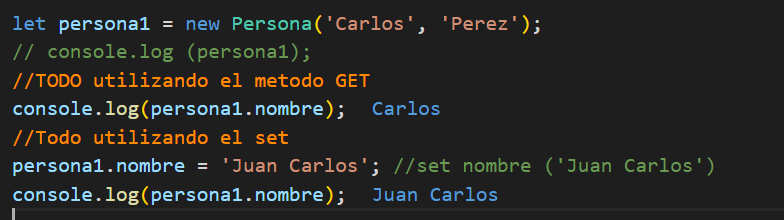 let persona1 = new Persona('Carlos', 'Perez');
// console.log (persona1);
//TODO utilizando el metodo GET
console.log(persona1.nombre);  Carlos
//Todo utilizando el set
persona1.nombre = 'Juan Carlos'; //set nombre ('Juan Carlos')
console.log(persona1.nombre);  Juan Carlos